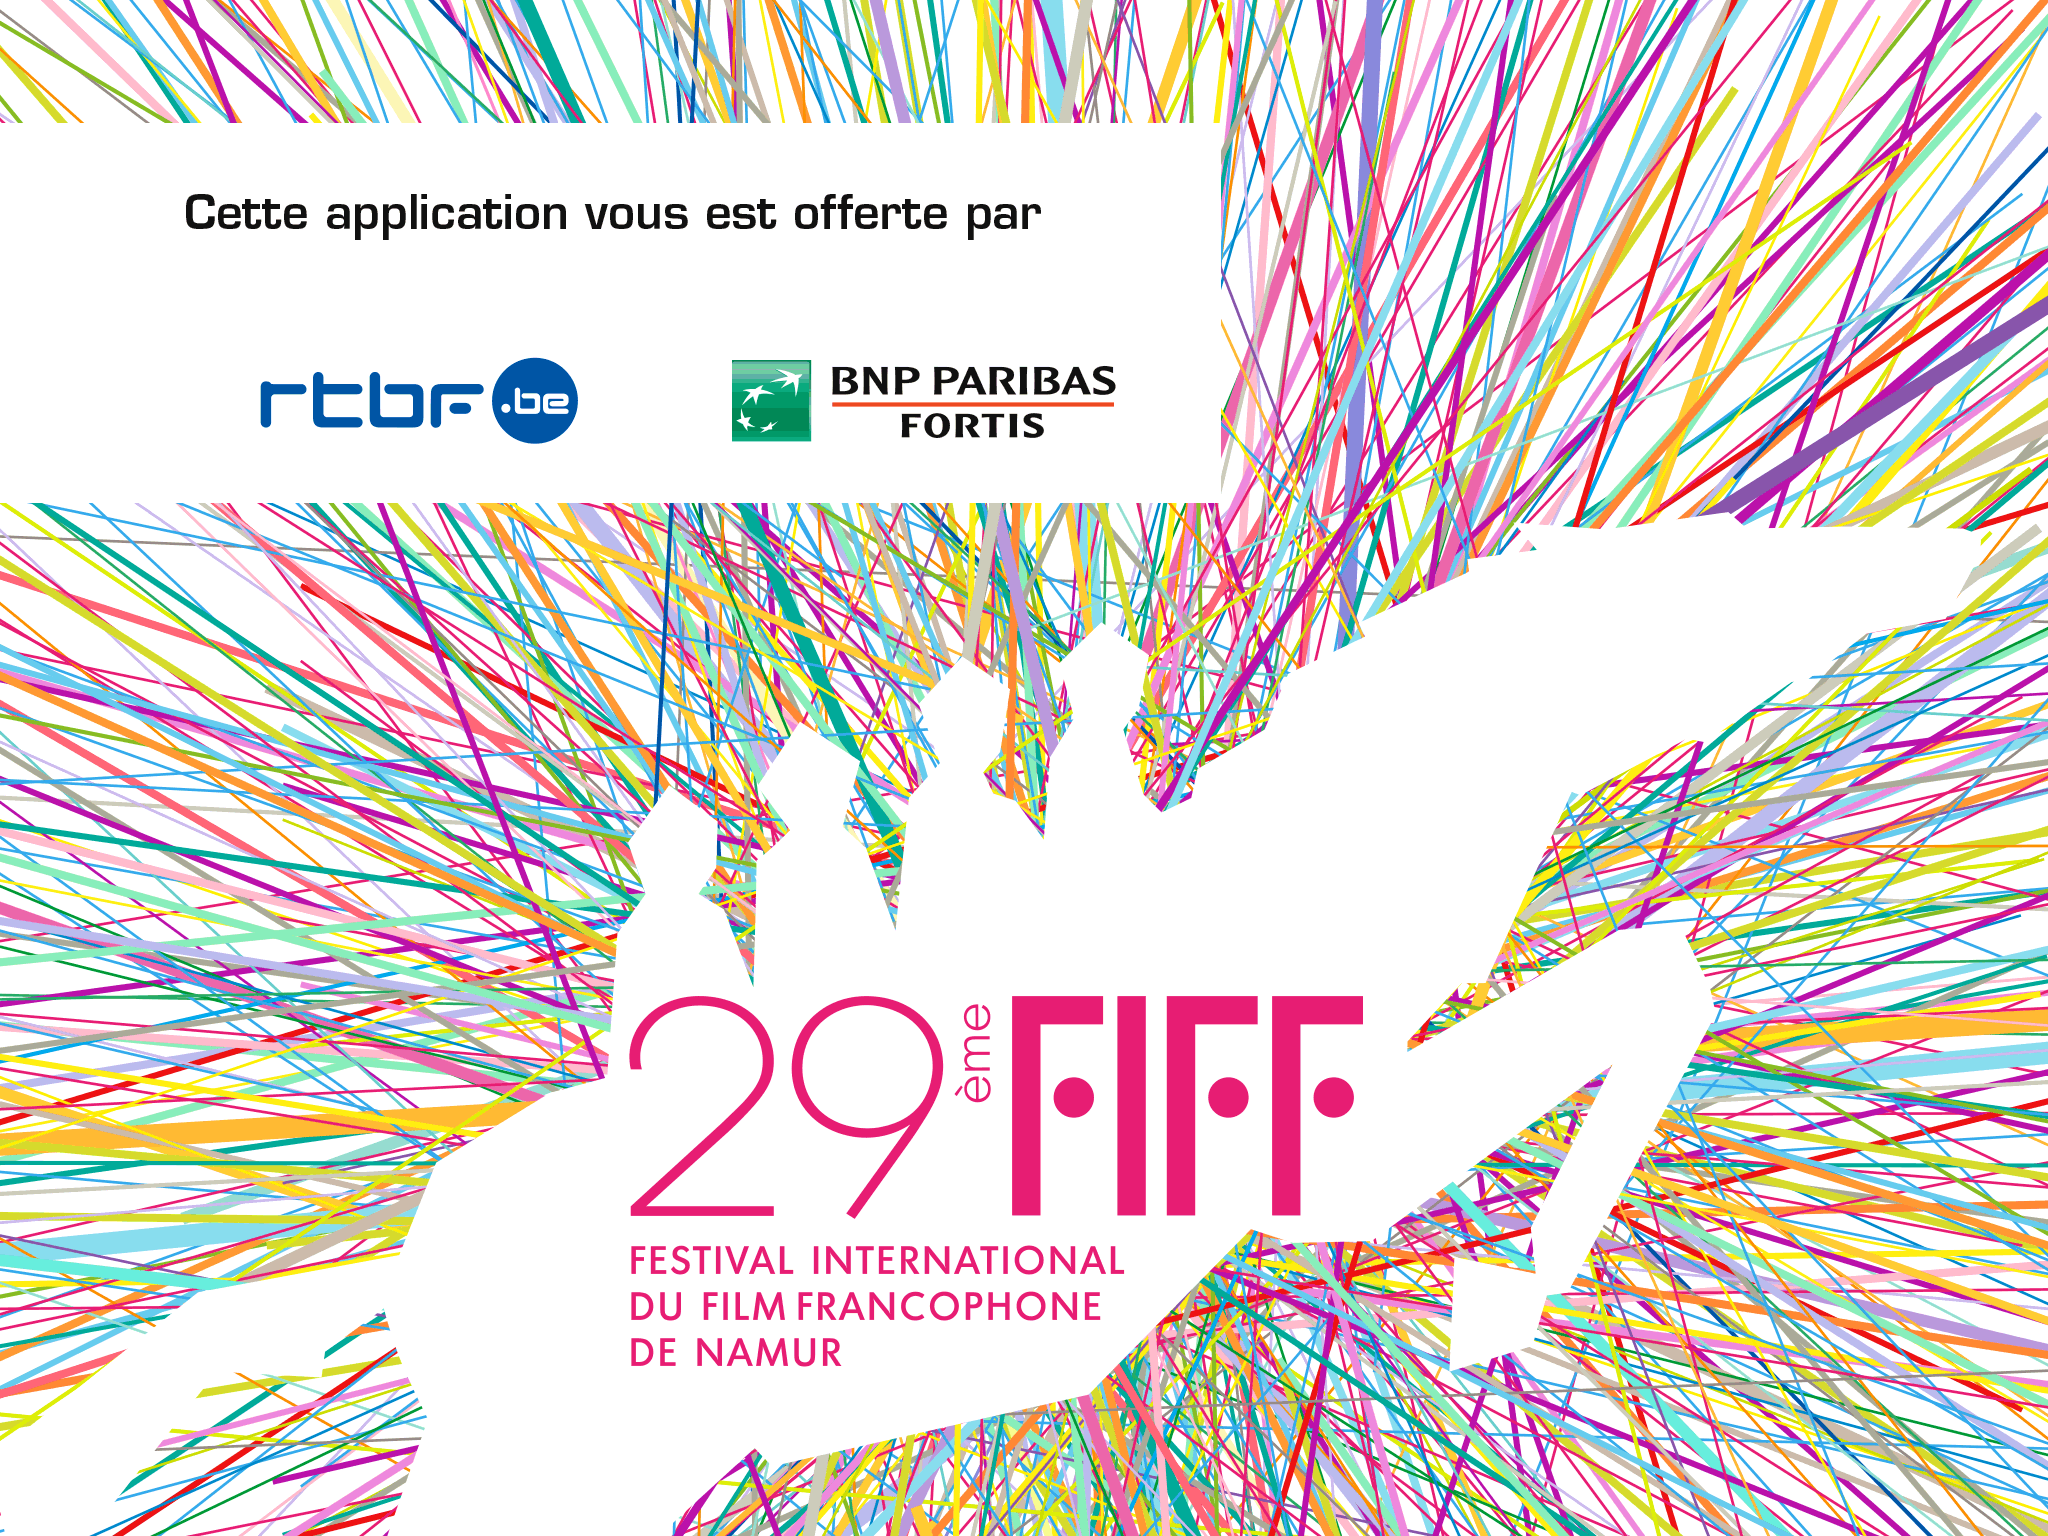 Cette application vous est offerte par
rtbf.be
BNP PARIBAS
FORTIS
29ème FIFF
FESTIVAL INTERNATIONAL
DU FILM FRANCOPHONE
DE NAMUR